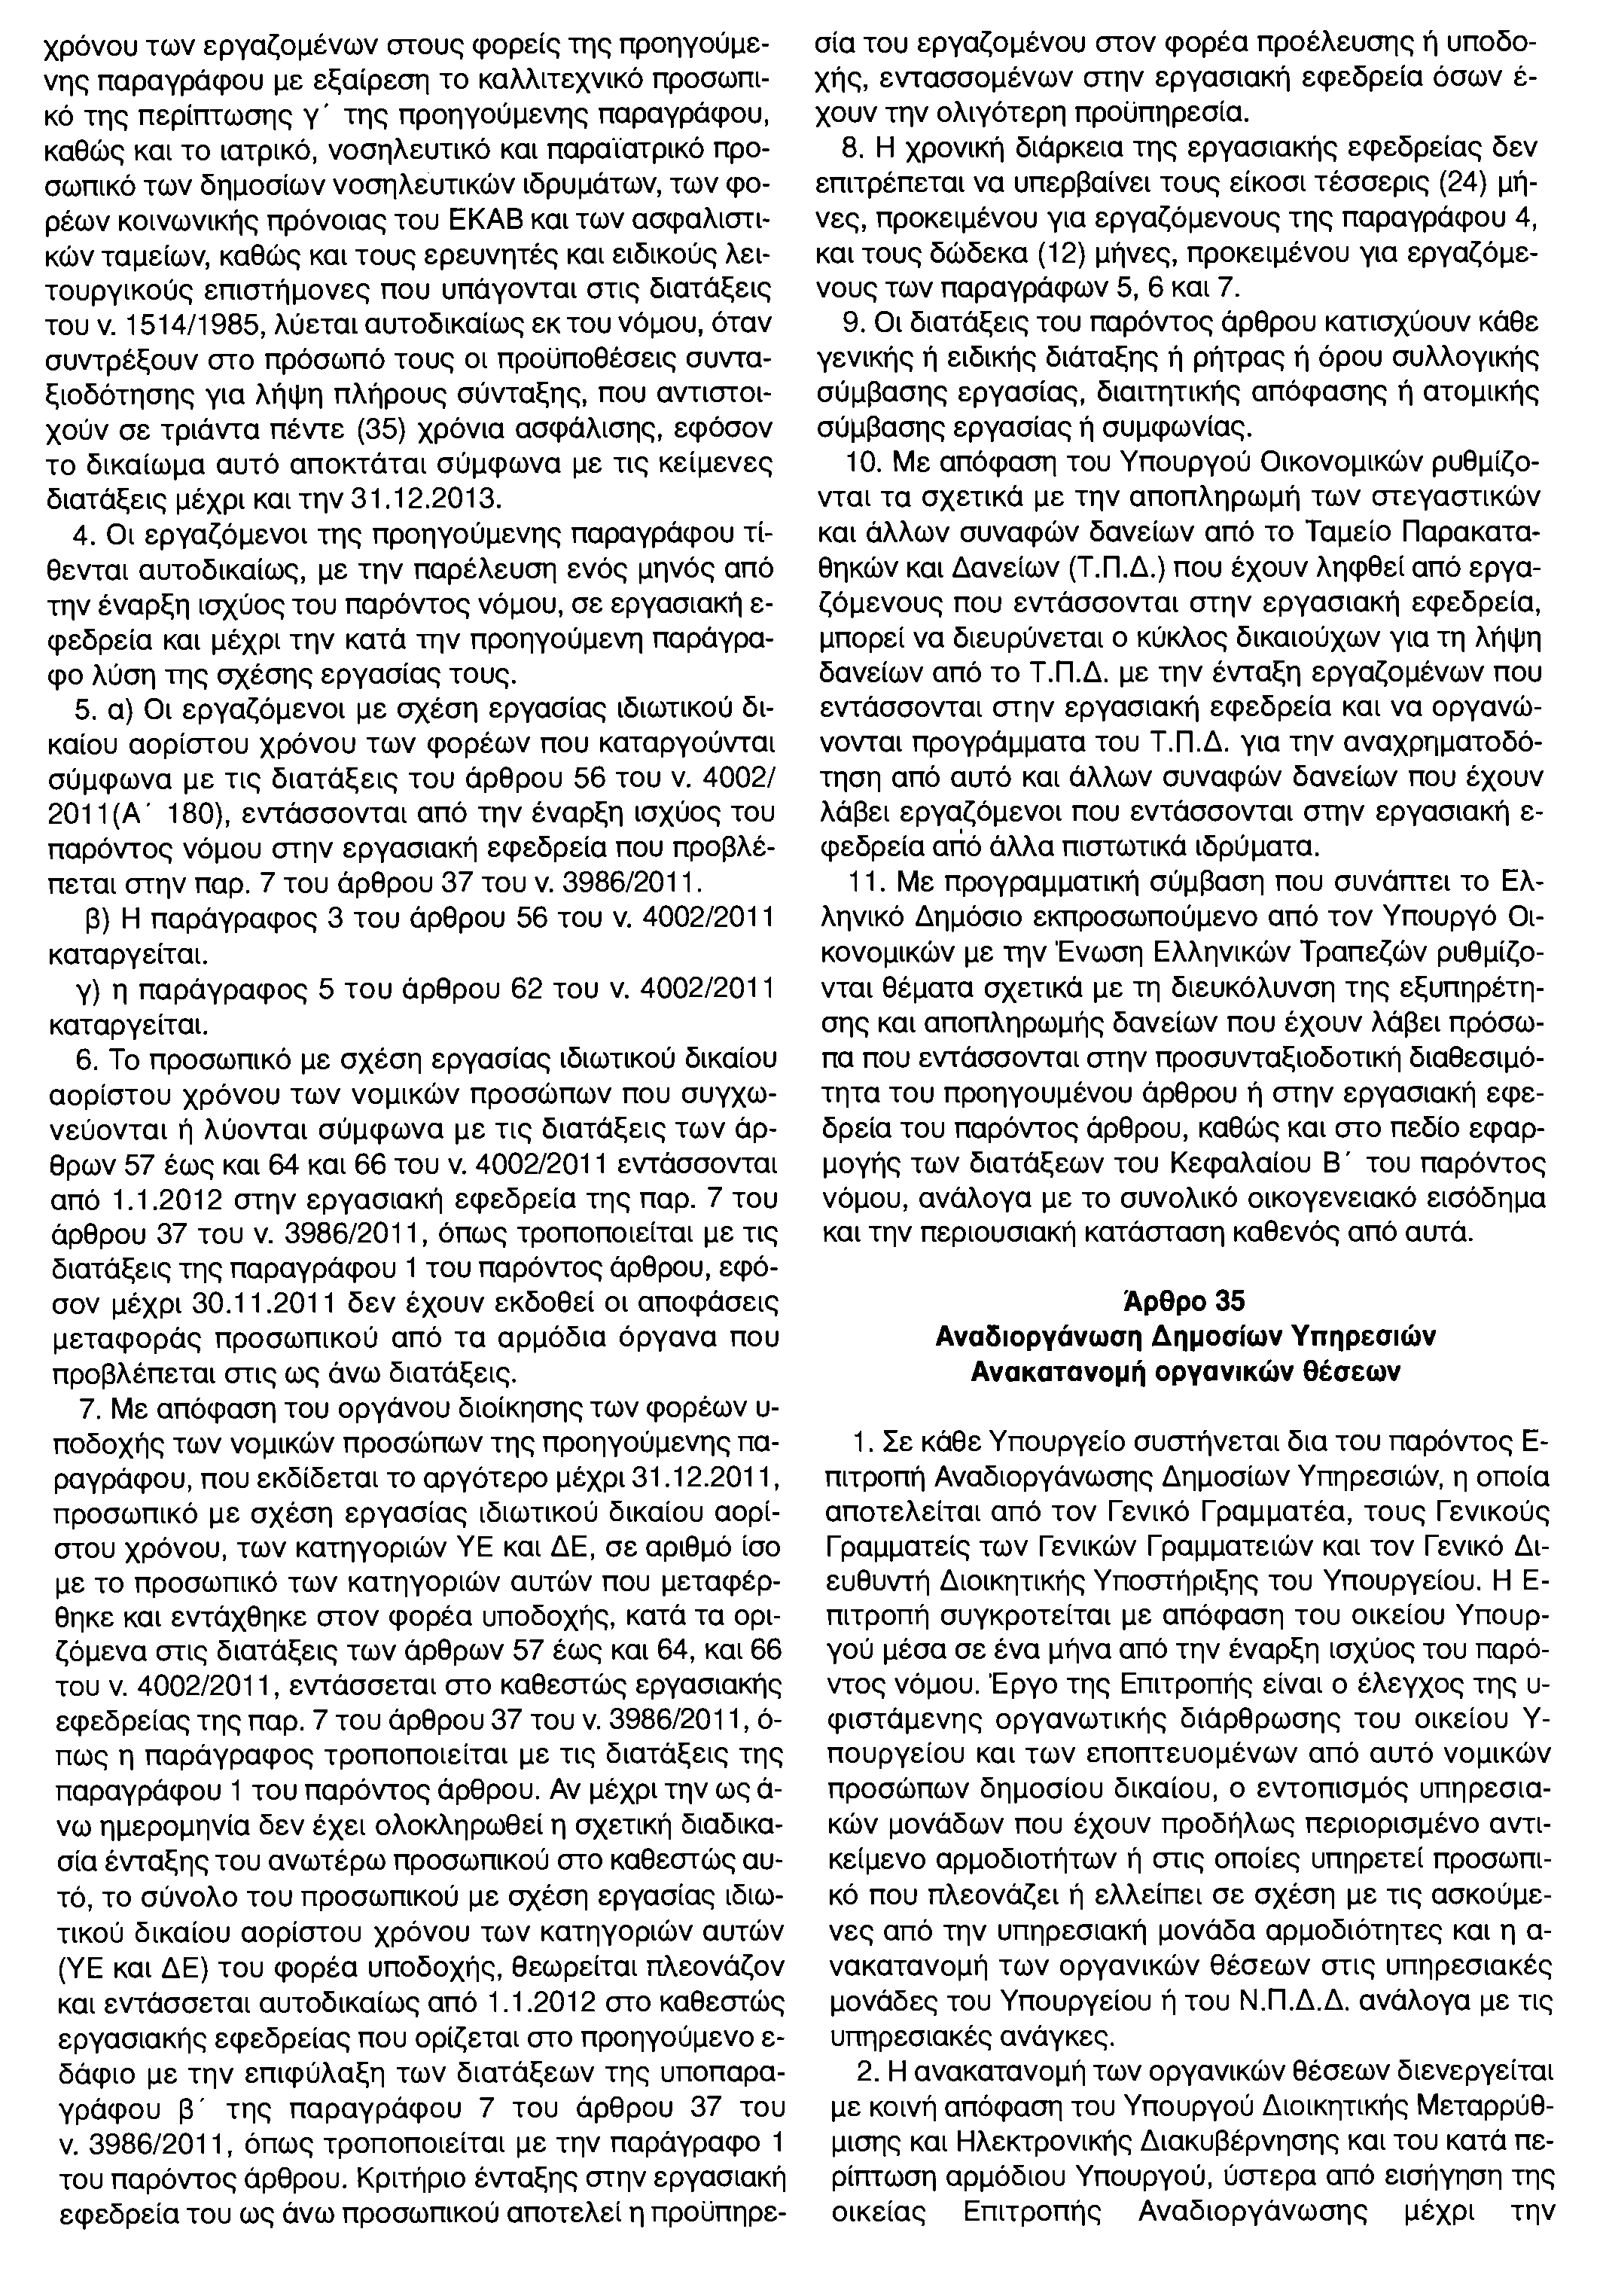 χρόνου των εργαζομένων στους φορείς της προηγούμε-
νης παραγράφου με εξαίρεση το καλλιτεχνικό προσωπι-
κό της περίπτωσης γ΄ της προηγούμενης παραγράφου,
καθώς και το ιατρικό, νοσηλευτικό και παραϊατρικό προ-
σωπικό των δημοσίων νοσηλευτικών ιδρυμάτων, των φο-
ρέων κοινωνικής πρόνοιας του ΕΚΑΒ και των ασφαλιστι-
κών ταμείων, καθώς και τους ερευνητές και ειδικούς λει-
τουργικούς επιστήμονες που υπάγονται στις διατάξεις
του ν. 1514/1985, λύεται αυτοδικαίως εκ του νόμου, όταν
συντρέξουν στο πρόσωπό τους οι προϋποθέσεις συντα-
ξιοδότησης για λήψη πλήρους σύνταξης, που αντιστοι-
χούν σε τριάντα πέντε (35) χρόνια ασφάλισης, εφόσον
το δικαίωμα αυτό αποκτάται σύμφωνα με τις κείμενες
διατάξεις μέχρι και την 31.12.2013.
4. Οι εργαζόμενοι της προηγούμενης παραγράφου τί-
θενται αυτοδικαίως, με την παρέλευση ενός μηνός από
την έναρξη ισχύος του παρόντος νόμου, σε εργασιακή ε-
φεδρεία και μέχρι την κατά την προηγούμενη παράγρα-
φο λύση της σχέσης εργασίας τους.
5. α) Οι εργαζόμενοι με σχέση εργασίας ιδιωτικού δι-
καίου αορίστου χρόνου των φορέων που καταργούνται
σύμφωνα με τις διατάξεις του άρθρου 56 του ν. 4002/
2011(Α΄ 180), εντάσσονται από την έναρξη ισχύος του
παρόντος νόμου στην εργασιακή εφεδρεία που προβλέ-
πεται στην παρ. 7 του άρθρου 37 του ν. 3986/2011.
β) Η παράγραφος 3 του άρθρου 56 του ν. 4002/2011
καταργείται.
γ) η παράγραφος 5 του άρθρου 62 του ν. 4002/2011
καταργείται.
6. Το προσωπικό με σχέση εργασίας ιδιωτικού δικαίου
αορίστου χρόνου των νομικών προσώπων που συγχω-
νεύονται ή λύονται σύμφωνα με τις διατάξεις των άρ-
θρων 57 έως και 64 και 66 του ν. 4002/2011 εντάσσονται
από 1.1.2012 στην εργασιακή εφεδρεία της παρ. 7 του
άρθρου 37 του ν. 3986/2011, όπως τροποποιείται με τις
διατάξεις της παραγράφου 1 του παρόντος άρθρου, εφό-
σον μέχρι 30.11.2011 δεν έχουν εκδοθεί οι αποφάσεις
μεταφοράς προσωπικού από τα αρμόδια όργανα που
προβλέπεται στις ως άνω διατάξεις.
7. Με απόφαση του οργάνου διοίκησης των φορέων υ-
ποδοχής των νομικών προσώπων της προηγούμενης πα-
ραγράφου, που εκδίδεται το αργότερο μέχρι 31.12.2011,
προσωπικό με σχέση εργασίας ιδιωτικού δικαίου αορί-
στου χρόνου, των κατηγοριών ΥΕ και ΔΕ, σε αριθμό ίσο
με το προσωπικό των κατηγοριών αυτών που μεταφέρ-
θηκε και εντάχθηκε στον φορέα υποδοχής, κατά τα ορι-
ζόμενα στις διατάξεις των άρθρων 57 έως και 64, και 66
του ν. 4002/2011, εντάσσεται στο καθεστώς εργασιακής
εφεδρείας της παρ. 7 του άρθρου 37 του ν. 3986/2011, ό-
πως η παράγραφος τροποποιείται με τις διατάξεις της
παραγράφου 1 του παρόντος άρθρου. Αν μέχρι την ως ά-
νω ημερομηνία δεν έχει ολοκληρωθεί η σχετική διαδικα-
σία ένταξης του ανωτέρω προσωπικού στο καθεστώς αυ-
τό, το σύνολο του προσωπικού με σχέση εργασίας ιδιω-
τικού δικαίου αορίστου χρόνου των κατηγοριών αυτών
(ΥΕ και ΔΕ) του φορέα υποδοχής, θεωρείται πλεονάζον
και εντάσσεται αυτοδικαίως από 1.1.2012 στο καθεστώς
εργασιακής εφεδρείας που ορίζεται στο προηγούμενο ε-
δάφιο με την επιφύλαξη των διατάξεων της υποπαρα-
γράφου β΄ της παραγράφου 7 του άρθρου 37 του
ν. 3986/2011, όπως τροποποιείται με την παράγραφο 1
του παρόντος άρθρου. Κριτήριο ένταξης στην εργασιακή
εφεδρεία του ως άνω προσωπικού αποτελεί η προϋπηρε-
σία του εργαζομένου στον φορέα προέλευσης ή υποδο-
χής, εντασσομένων στην εργασιακή εφεδρεία όσων έ-
χουν την ολιγότερη προϋπηρεσία.
8. Η χρονική διάρκεια της εργασιακής εφεδρείας δεν
επιτρέπεται να υπερβαίνει τους είκοσι τέσσερις (24) μή-
νες, προκειμένου για εργαζόμενους της παραγράφου 4,
και τους δώδεκα (12) μήνες, προκειμένου για εργαζόμε-
νους των παραγράφων 5, 6 και 7.
9. Οι διατάξεις του παρόντος άρθρου κατισχύουν κάθε
γενικής ή ειδικής διάταξης ή ρήτρας ή όρου συλλογικής
σύμβασης εργασίας, διαιτητικής απόφασης ή ατομικής
σύμβασης εργασίας ή συμφωνίας.
10. Με απόφαση του Υπουργού Οικονομικών ρυθμίζο-
νται τα σχετικά με την αποπληρωμή των στεγαστικών
και άλλων συναφών δανείων από το Ταμείο Παρακατα-
θηκών και Δανείων (Τ.Π.Δ.) που έχουν ληφθεί από εργα-
ζόμενους που εντάσσονται στην εργασιακή εφεδρεία,
μπορεί να διευρύνεται ο κύκλος δικαιούχων για τη λήψη
δανείων από το Τ.Π.Δ. με την ένταξη εργαζομένων που
εντάσσονται στην εργασιακή εφεδρεία και να οργανώ-
νονται προγράμματα του Τ.Π.Δ. για την αναχρηματοδό-
τηση από αυτό και άλλων συναφών δανείων που έχουν
λάβει εργαζόμενοι που εντάσσονται στην εργασιακή ε-
φεδρεία από άλλα πιστωτικά ιδρύματα.
11. Με προγραμματική σύμβαση που συνάπτει το Ελ-
ληνικό Δημόσιο εκπροσωπούμενο από τον Υπουργό Οι-
κονομικών με την Ένωση Ελληνικών Τραπεζών ρυθμίζο-
νται θέματα σχετικά με τη διευκόλυνση της εξυπηρέτη-
σης και αποπληρωμής δανείων που έχουν λάβει πρόσω-
πα που εντάσσονται στην προσυνταξιοδοτική διαθεσιμό-
τητα του προηγουμένου άρθρου ή στην εργασιακή εφε-
δρεία του παρόντος άρθρου, καθώς και στο πεδίο εφαρ-
μογής των διατάξεων του Κεφαλαίου Β΄ του παρόντος
νόμου, ανάλογα με το συνολικό οικογενειακό εισόδημα
και την περιουσιακή κατάσταση καθενός από αυτά.
Άρθρο 35
Αναδιοργάνωση Δημοσίων Υπηρεσιών
Ανακατανομή οργανικών θέσεων
1. Σε κάθε Υπουργείο συστήνεται δια του παρόντος Ε-
πιτροπή Αναδιοργάνωσης Δημοσίων Υπηρεσιών, η οποία
αποτελείται από τον Γενικό Γραμματέα, τους Γενικούς
Γραμματείς των Γενικών Γραμματειών και τον Γενικό Δι-
ευθυντή Διοικητικής Υποστήριξης του Υπουργείου. Η Ε-
πιτροπή συγκροτείται με απόφαση του οικείου Υπουρ-
γού μέσα σε ένα μήνα από την έναρξη ισχύος του παρό-
ντος νόμου. Έργο της Επιτροπής είναι ο έλεγχος της υ-
φιστάμενης οργανωτικής διάρθρωσης του οικείου Υ-
πουργείου και των εποπτευομένων από αυτό νομικών
προσώπων δημοσίου δικαίου, ο εντοπισμός υπηρεσια-
κών μονάδων που έχουν προδήλως περιορισμένο αντι-
κείμενο αρμοδιοτήτων ή στις οποίες υπηρετεί προσωπι-
κό που πλεονάζει ή ελλείπει σε σχέση με τις ασκούμε-
νες από την υπηρεσιακή μονάδα αρμοδιότητες και η α-
νακατανομή των οργανικών θέσεων στις υπηρεσιακές
μονάδες του Υπουργείου ή του Ν.Π.Δ.Δ. ανάλογα με τις
υπηρεσιακές ανάγκες.
2. Η ανακατανομή των οργανικών θέσεων διενεργείται
με κοινή απόφαση του Υπουργού Διοικητικής Μεταρρύθ-
μισης και Ηλεκτρονικής Διακυβέρνησης και του κατά πε-
ρίπτωση αρμόδιου Υπουργού, ύστερα από εισήγηση της
οικείας Επιτροπής Αναδιοργάνωσης μέχρι την